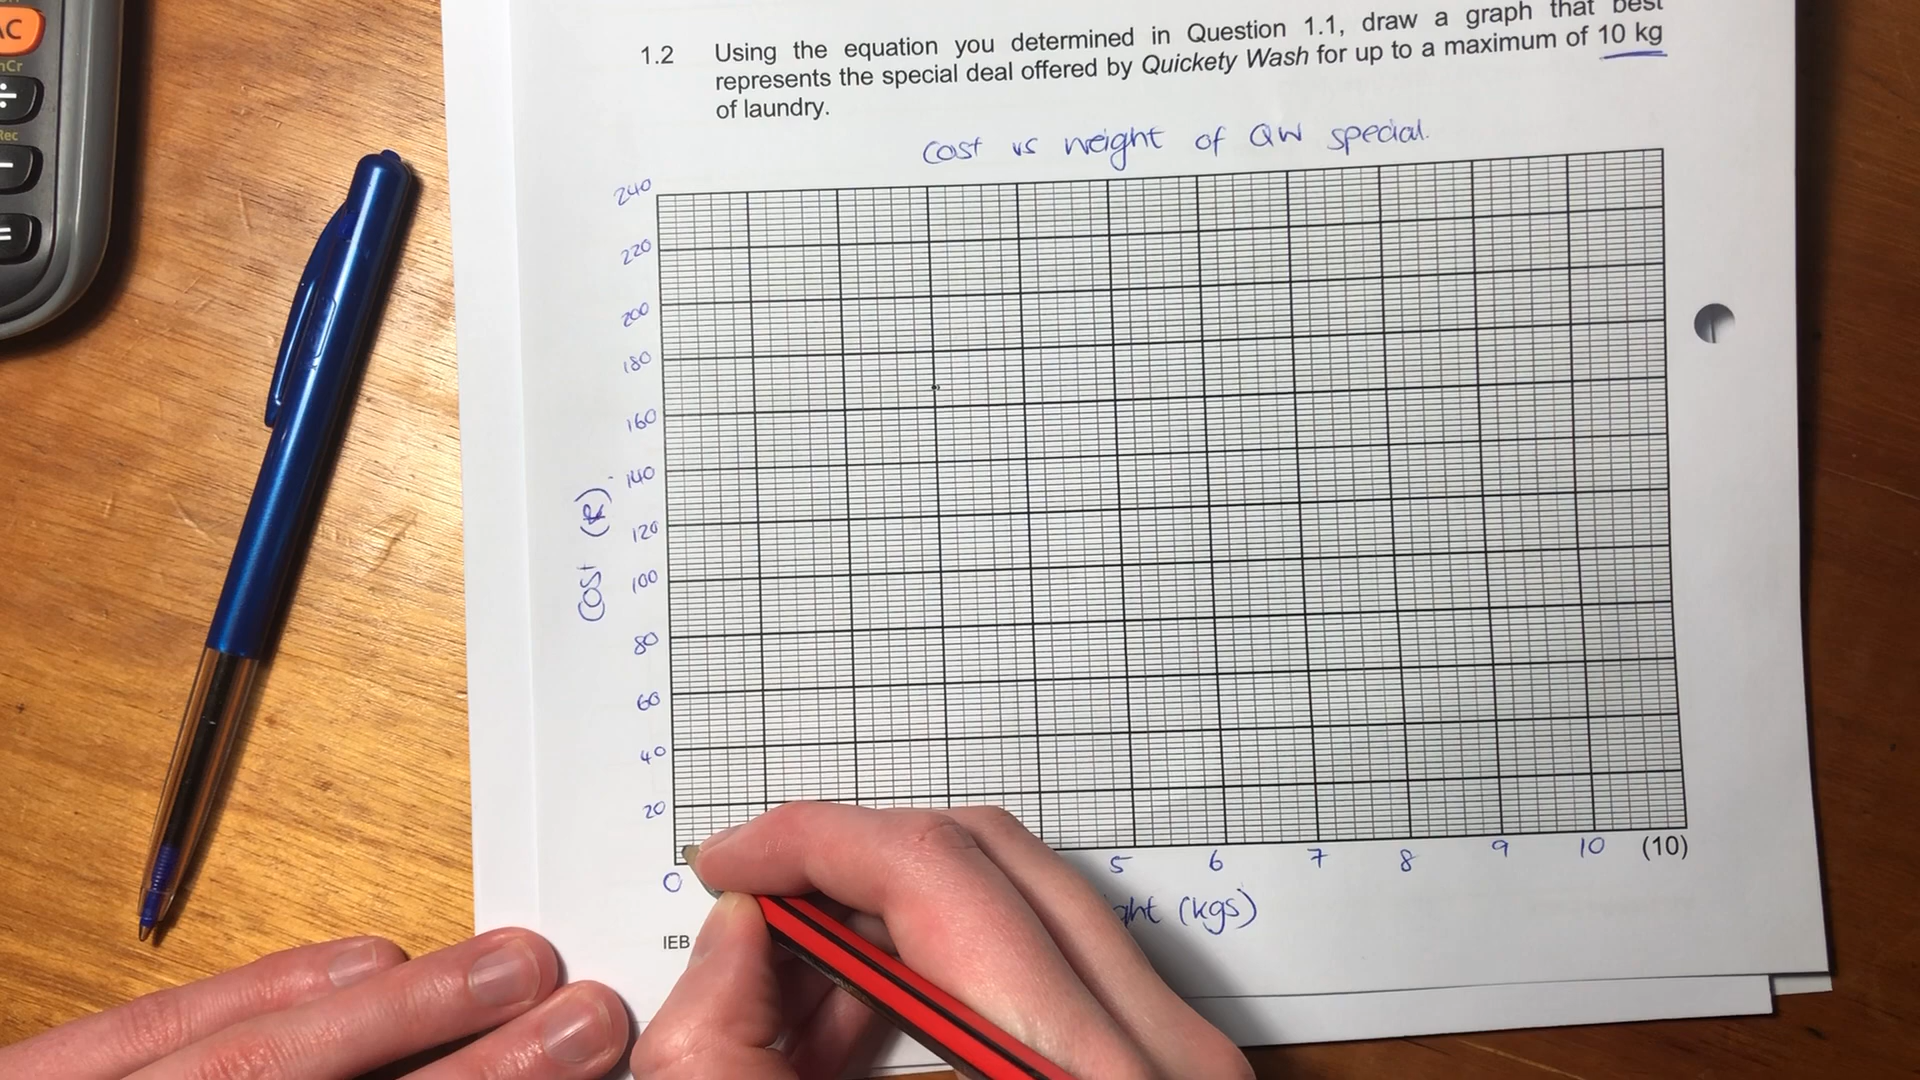 AC
nCr
÷
Rec
−
=
1.2 Using the equation you determined in Question 1.1, draw a graph that best
represents the special deal offered by Quickety Wash for up to a maximum of 10 kg
of laundry.
Cost vs weight of QW special.
240
220
200
180
160
140
120
100
80
60
40
20
0
Cost (R)
5 6 7 8 9 10 (10)
(kgs)
IEB